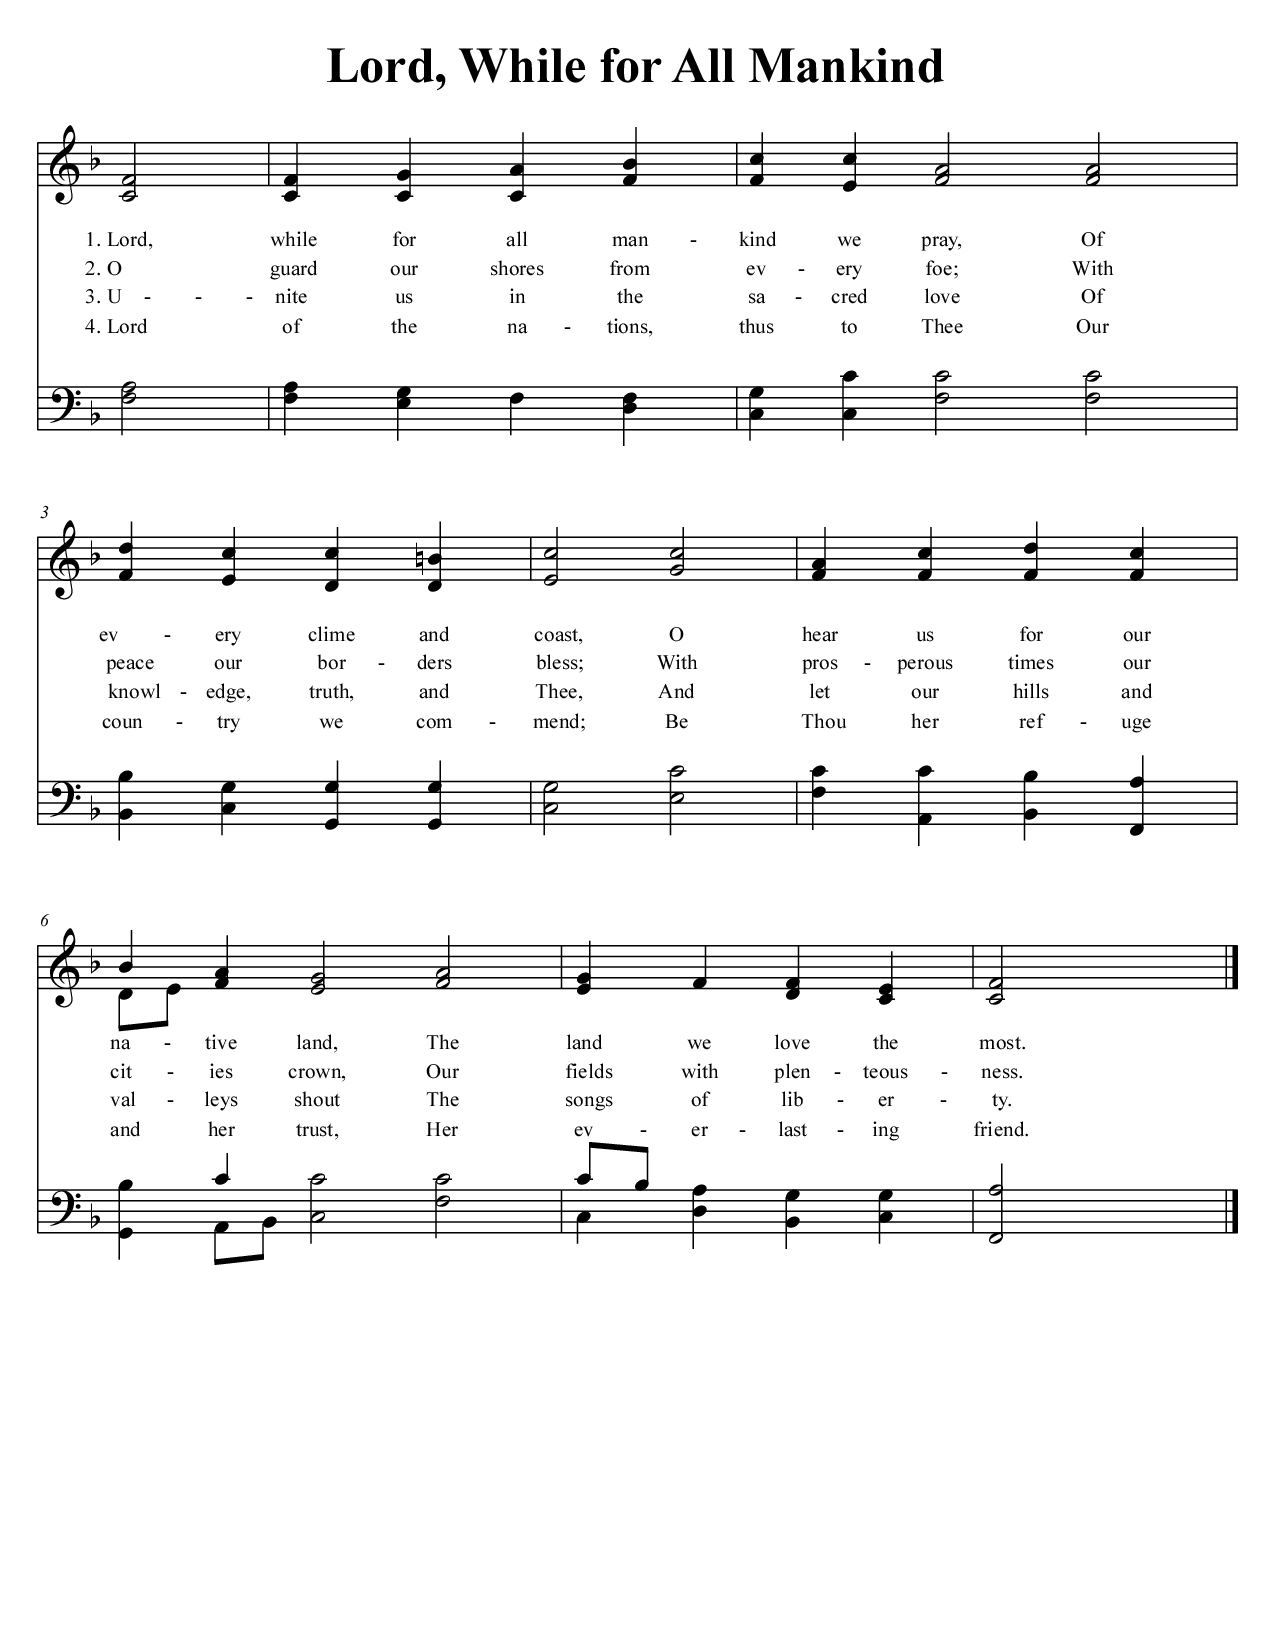 Lord, While for All Mankind
1. Lord, while for all man - kind we pray, Of
2. O guard our shores from ev - ery foe; With
3. U - - - nite us in the sa - cred love Of
4. Lord of the na - tions, thus to Thee Our
3
ev - ery clime and coast, O hear us for our
peace our bor - ders bless; With pros - perous times our
knowl - edge, truth, and Thee, And let our hills and
coun - try we com - mend; Be Thou her ref - uge
6
na - tive land, The land we love the most.
cit - ies crown, Our fields with plen - teous - ness.
val - leys shout The songs of lib - er - ty.
and her trust, Her ev - er - last - ing friend.